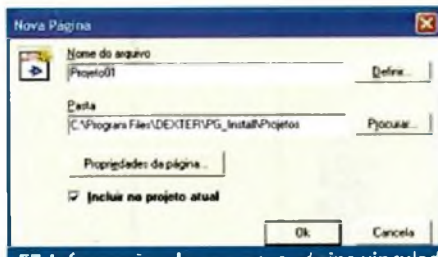 Nova Página
Nome do arquivo
Projeto01
Define...
Pasta
C:\Program Files\DEXTER\PG_Install\Projetos
Procurar...
Propriedades da página...
Incluir no projeto atual
Ok
Cancela